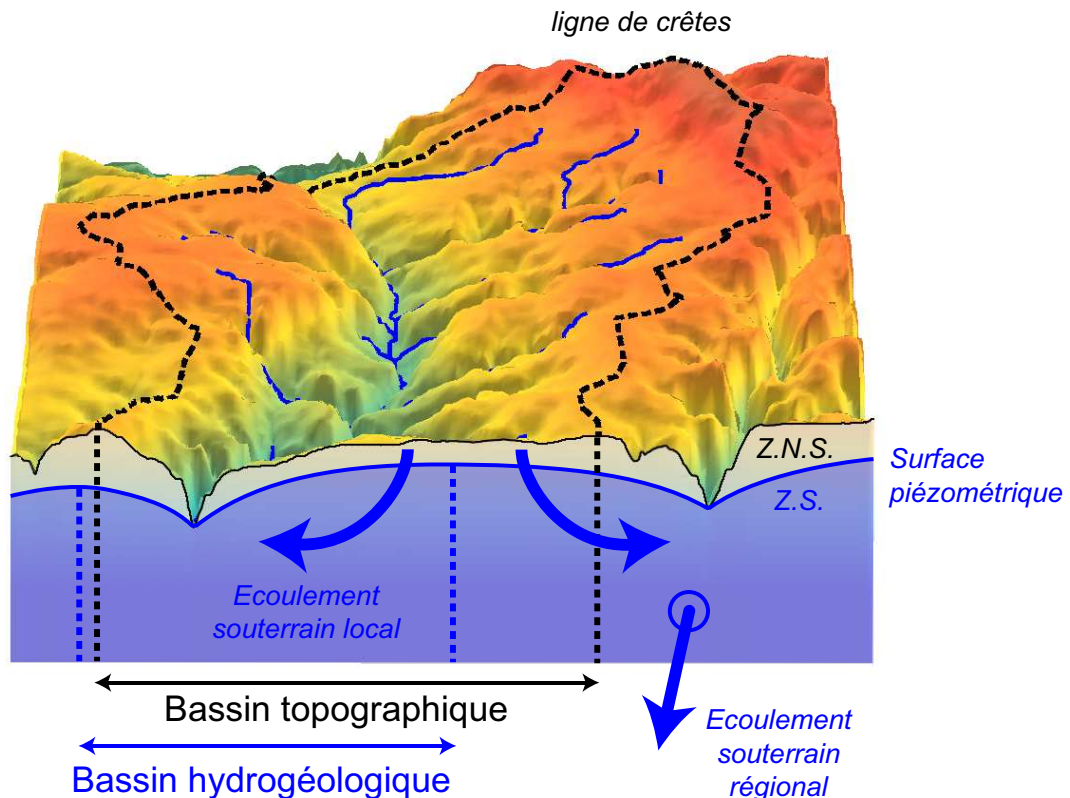 ligne de crêtes
Z.N.S.
Surface
piézométrique
Z.S.
Ecoulement
souterrain local
Bassin topographique
Ecoulement
souterrain
régional
Bassin hydrogéologique